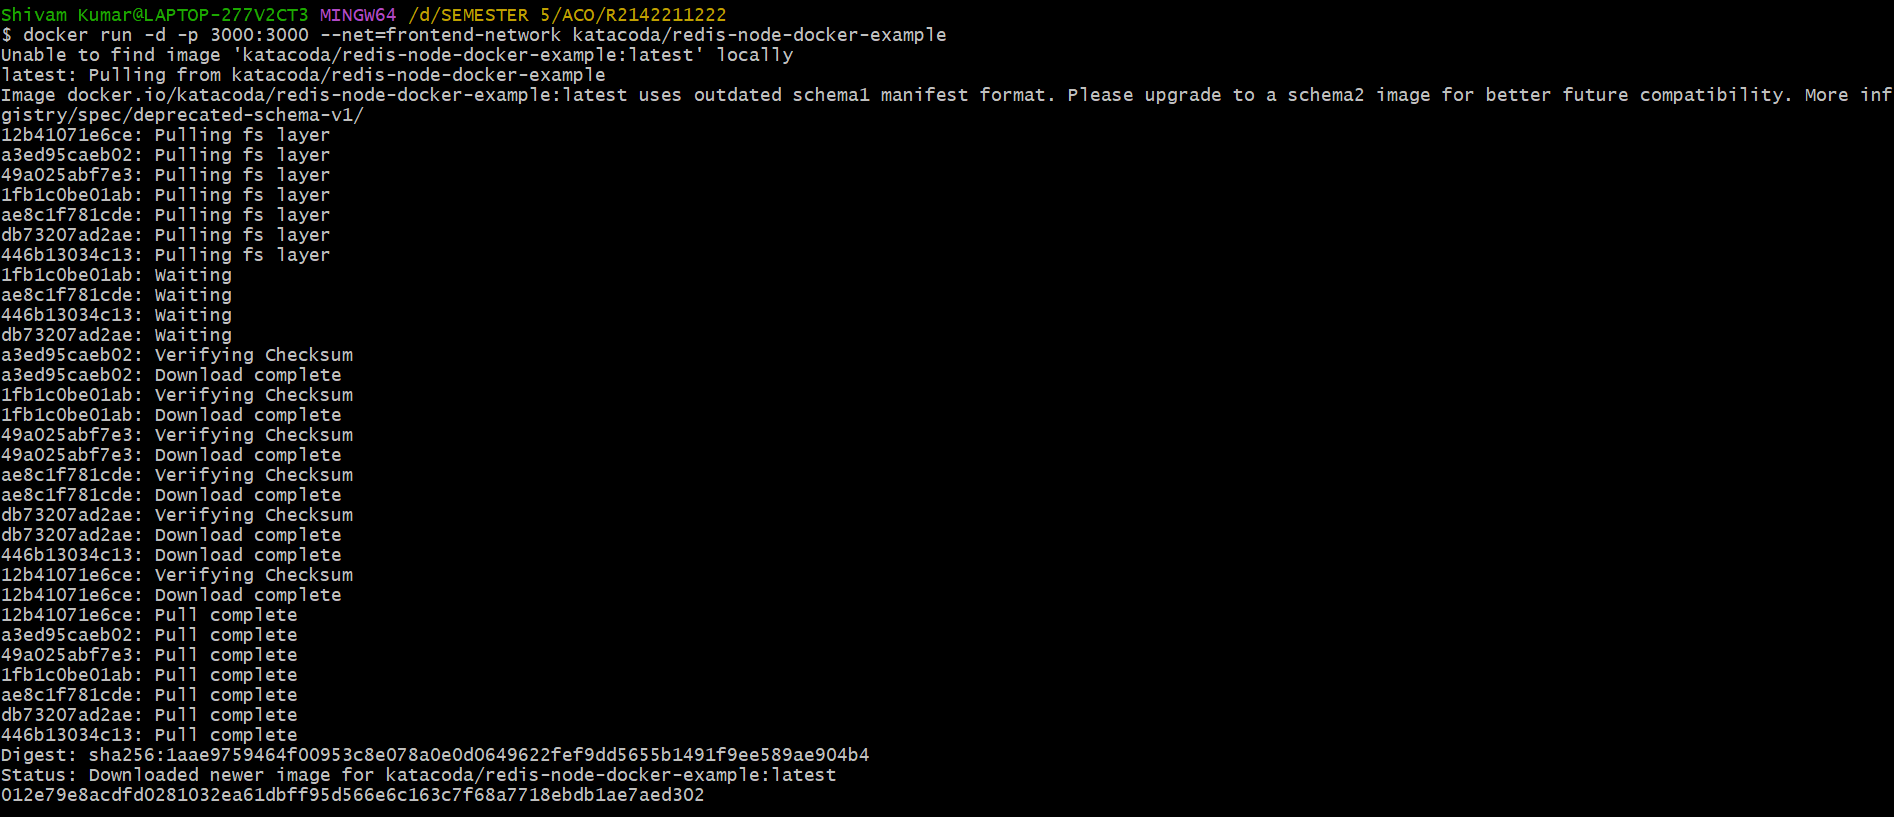 Shivam Kumar@LAPTOP-277V2CT3 MINGW64 /d/SEMESTER 5/ACO/R2142211222
$ docker run -d -p 3000:3000 --net=frontend-network katacoda/redis-node-docker-example
Unable to find image 'katacoda/redis-node-docker-example:latest' locally
latest: Pulling from katacoda/redis-node-docker-example
Image docker.io/katacoda/redis-node-docker-example:latest uses outdated schema1 manifest format. Please upgrade to a schema2 image for better future compatibility. More inf
gistry/spec/deprecated-schema-v1/
12b41071e6ce: Pulling fs layer
a3ed95caeb02: Pulling fs layer
49a025abf7e3: Pulling fs layer
1fb1c0be01ab: Pulling fs layer
ae8c1f781cde: Pulling fs layer
db73207ad2ae: Pulling fs layer
446b13034c13: Pulling fs layer
1fb1c0be01ab: Waiting
ae8c1f781cde: Waiting
446b13034c13: Waiting
db73207ad2ae: Waiting
a3ed95caeb02: Verifying Checksum
a3ed95caeb02: Download complete
1fb1c0be01ab: Verifying Checksum
1fb1c0be01ab: Download complete
49a025abf7e3: Verifying Checksum
49a025abf7e3: Download complete
ae8c1f781cde: Verifying Checksum
ae8c1f781cde: Download complete
db73207ad2ae: Verifying Checksum
db73207ad2ae: Download complete
446b13034c13: Download complete
12b41071e6ce: Verifying Checksum
12b41071e6ce: Download complete
12b41071e6ce: Pull complete
a3ed95caeb02: Pull complete
49a025abf7e3: Pull complete
1fb1c0be01ab: Pull complete
ae8c1f781cde: Pull complete
db73207ad2ae: Pull complete
446b13034c13: Pull complete
Digest: sha256:1aae9759464f00953c8e078a0e0d0649622fef9dd5655b1491f9ee589ae904b4
Status: Downloaded newer image for katacoda/redis-node-docker-example:latest
012e79e8acdfd0281032ea61dbff95d566e6c163c7f68a7718ebdb1ae7aed302